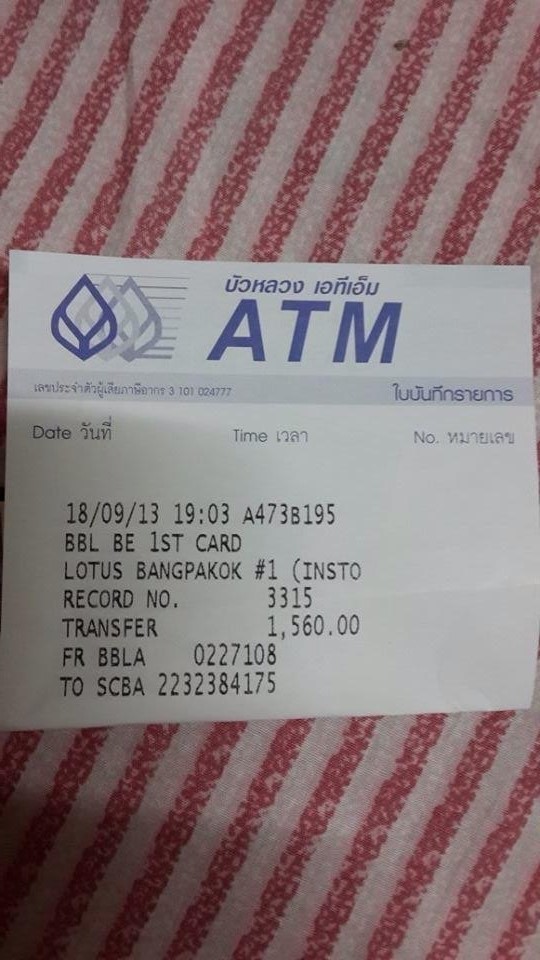 บัวหลวง เอทีเอ็ม
ATM
เลขประจำตัวผู้เสียภาษีอากร 3 101 024777 ใบบันทึกรายการ
Date วันที่ Time เวลา No. หมายเลข
18/09/13 19:03 A473B195
BBL BE 1ST CARD
LOTUS BANGPAKOK #1 (INSTO
RECORD NO. 3315
TRANSFER 1,560.00
FR BBLA 0227108
TO SCBA 2232384175